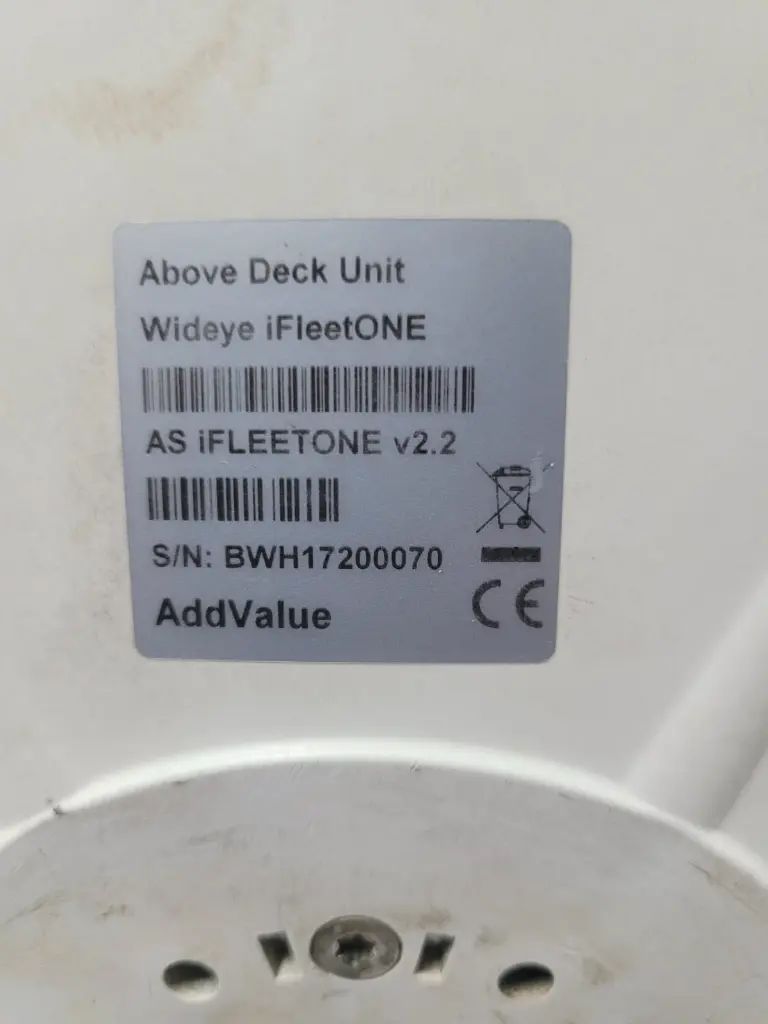 Above Deck Unit
Wideye iFleetONE
AS iFLEETONE v2.2
S/N: BWH17200070
AddValue
CE